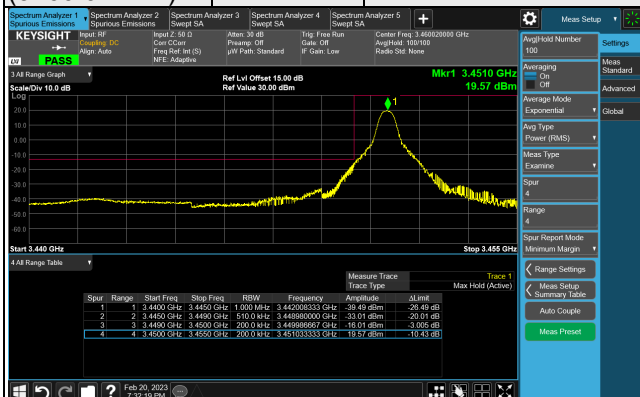 Spectrum Analyzer 1
Spurious Emissions
Spectrum Analyzer 2
Spurious Emissions
Spectrum Analyzer 3
Swept SA
Spectrum Analyzer 4
Swept SA
Spectrum Analyzer 5
Swept SA
+
Meas Setup
KEYSIGHT
LXI
PASS
Input: RF
Coupling: DC
Align: Auto
Input Z: 50 Ω
Corr CCorr
Freq Ref: Int (S)
NFE: Adaptive
Atten: 30 dB
Preamp: Off
µW Path: Standard
Trig: Free Run
Gate: Off
IF Gain: Low
Center Freq: 3.460020000 GHz
Avg|Hold: 100/100
Radio Std: None
3 All Range Graph
Scale/Div 10.0 dB
Ref Lvl Offset 15.00 dB
Ref Value 30.00 dBm
Mkr1 3.4510 GHz
19.57 dBm
Log
20.0
10.0
0.00
-10.0
-20.0
-30.0
-40.0
-50.0
-60.0
1
Start 3.440 GHz
Stop 3.455 GHz
4 All Range Table
Measure Trace Trace 1
Trace Type Max Hold (Active)
Spur Range Start Freq Stop Freq RBW Frequency Amplitude ΔLimit
1 1 3.4400 GHz 3.4450 GHz 1.000 MHz 3.442008333 GHz -39.49 dBm -26.49 dB
2 2 3.4450 GHz 3.4490 GHz 510.0 kHz 3.448980000 GHz -33.01 dBm -20.01 dB
3 3 3.4490 GHz 3.4500 GHz 200.0 kHz 3.449986667 GHz -16.01 dBm -3.005 dB
4 4 3.4500 GHz 3.4550 GHz 200.0 kHz 3.451033333 GHz 19.57 dBm -10.43 dB
Avg|Hold Number
100
Averaging
On
Off
Average Mode
Exponential
Avg Type
Power (RMS)
Meas Type
Examine
Spur
4
Range
4
Spur Report Mode
Minimum Margin
Range Settings
Meas Setup
Summary Table
Auto Couple
Meas Preset
Settings
Meas
Standard
Advanced
Global
?
Feb 20, 2023
7:32:19 PM